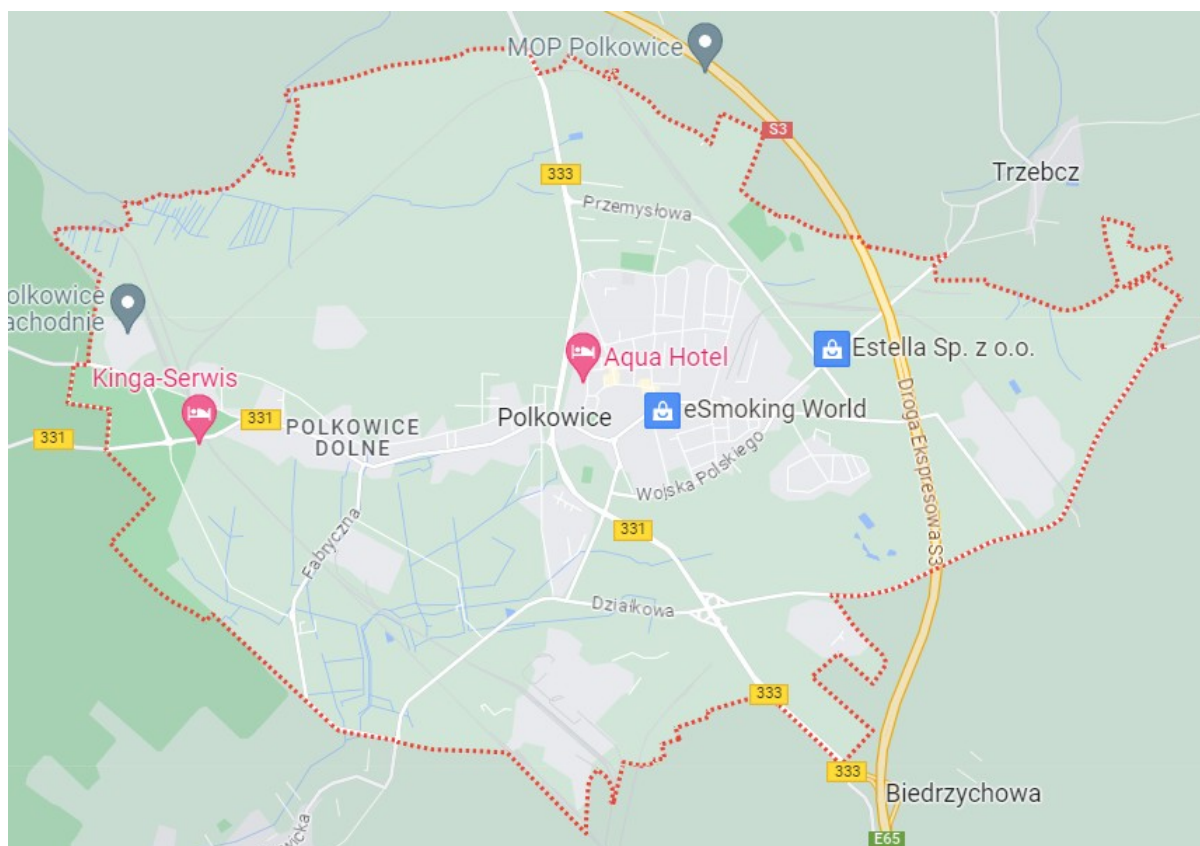 MOP Polkowice
S3
Trzebcz
333
Przemysłowa
olkowice
achodnie
Estella Sp. z o.o.
Aqua Hotel
Kinga-Serwis
331
331
POLKOWICE
DOLNE
Polkowice
eSmoking World
Droga Ekspresowa S3
Wojska Polskiego
Fabryczna
331
Działkowa
333
333
Biedrzychowa
wicka
E65